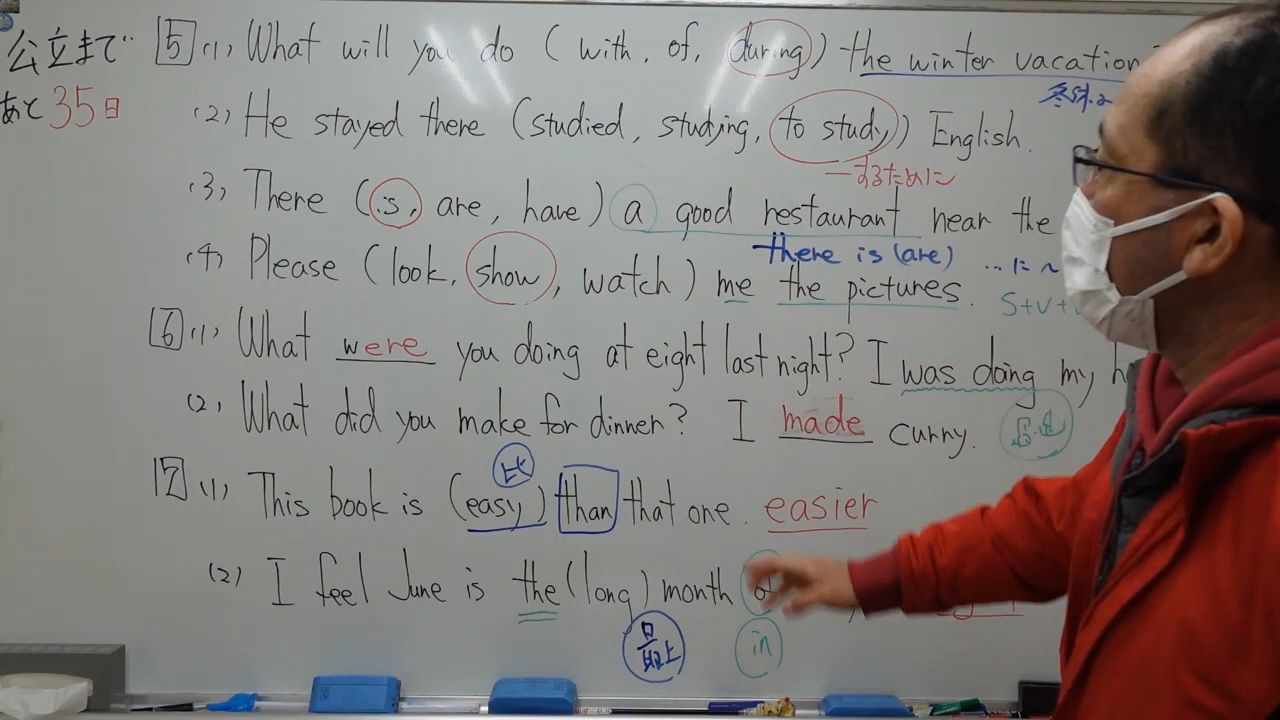 公立まで
あと35日
5 (1) What will you do (with, of, during) the winter vacation
冬休み
(2) He stayed there (studied, studying, to study) English.
―するために
(3) There (is, are, have) a good restaurant near the
there is (are) …に～
(4) Please (look, show, watch) me the pictures.
S+V+
6 (1) What were you doing at eight last night? I was doing my h
(2) What did you make for dinner? I made curry.
7 (1) This book is (easy) than that one. easier
比
(2) I feel June is the (long) month of
最上
in